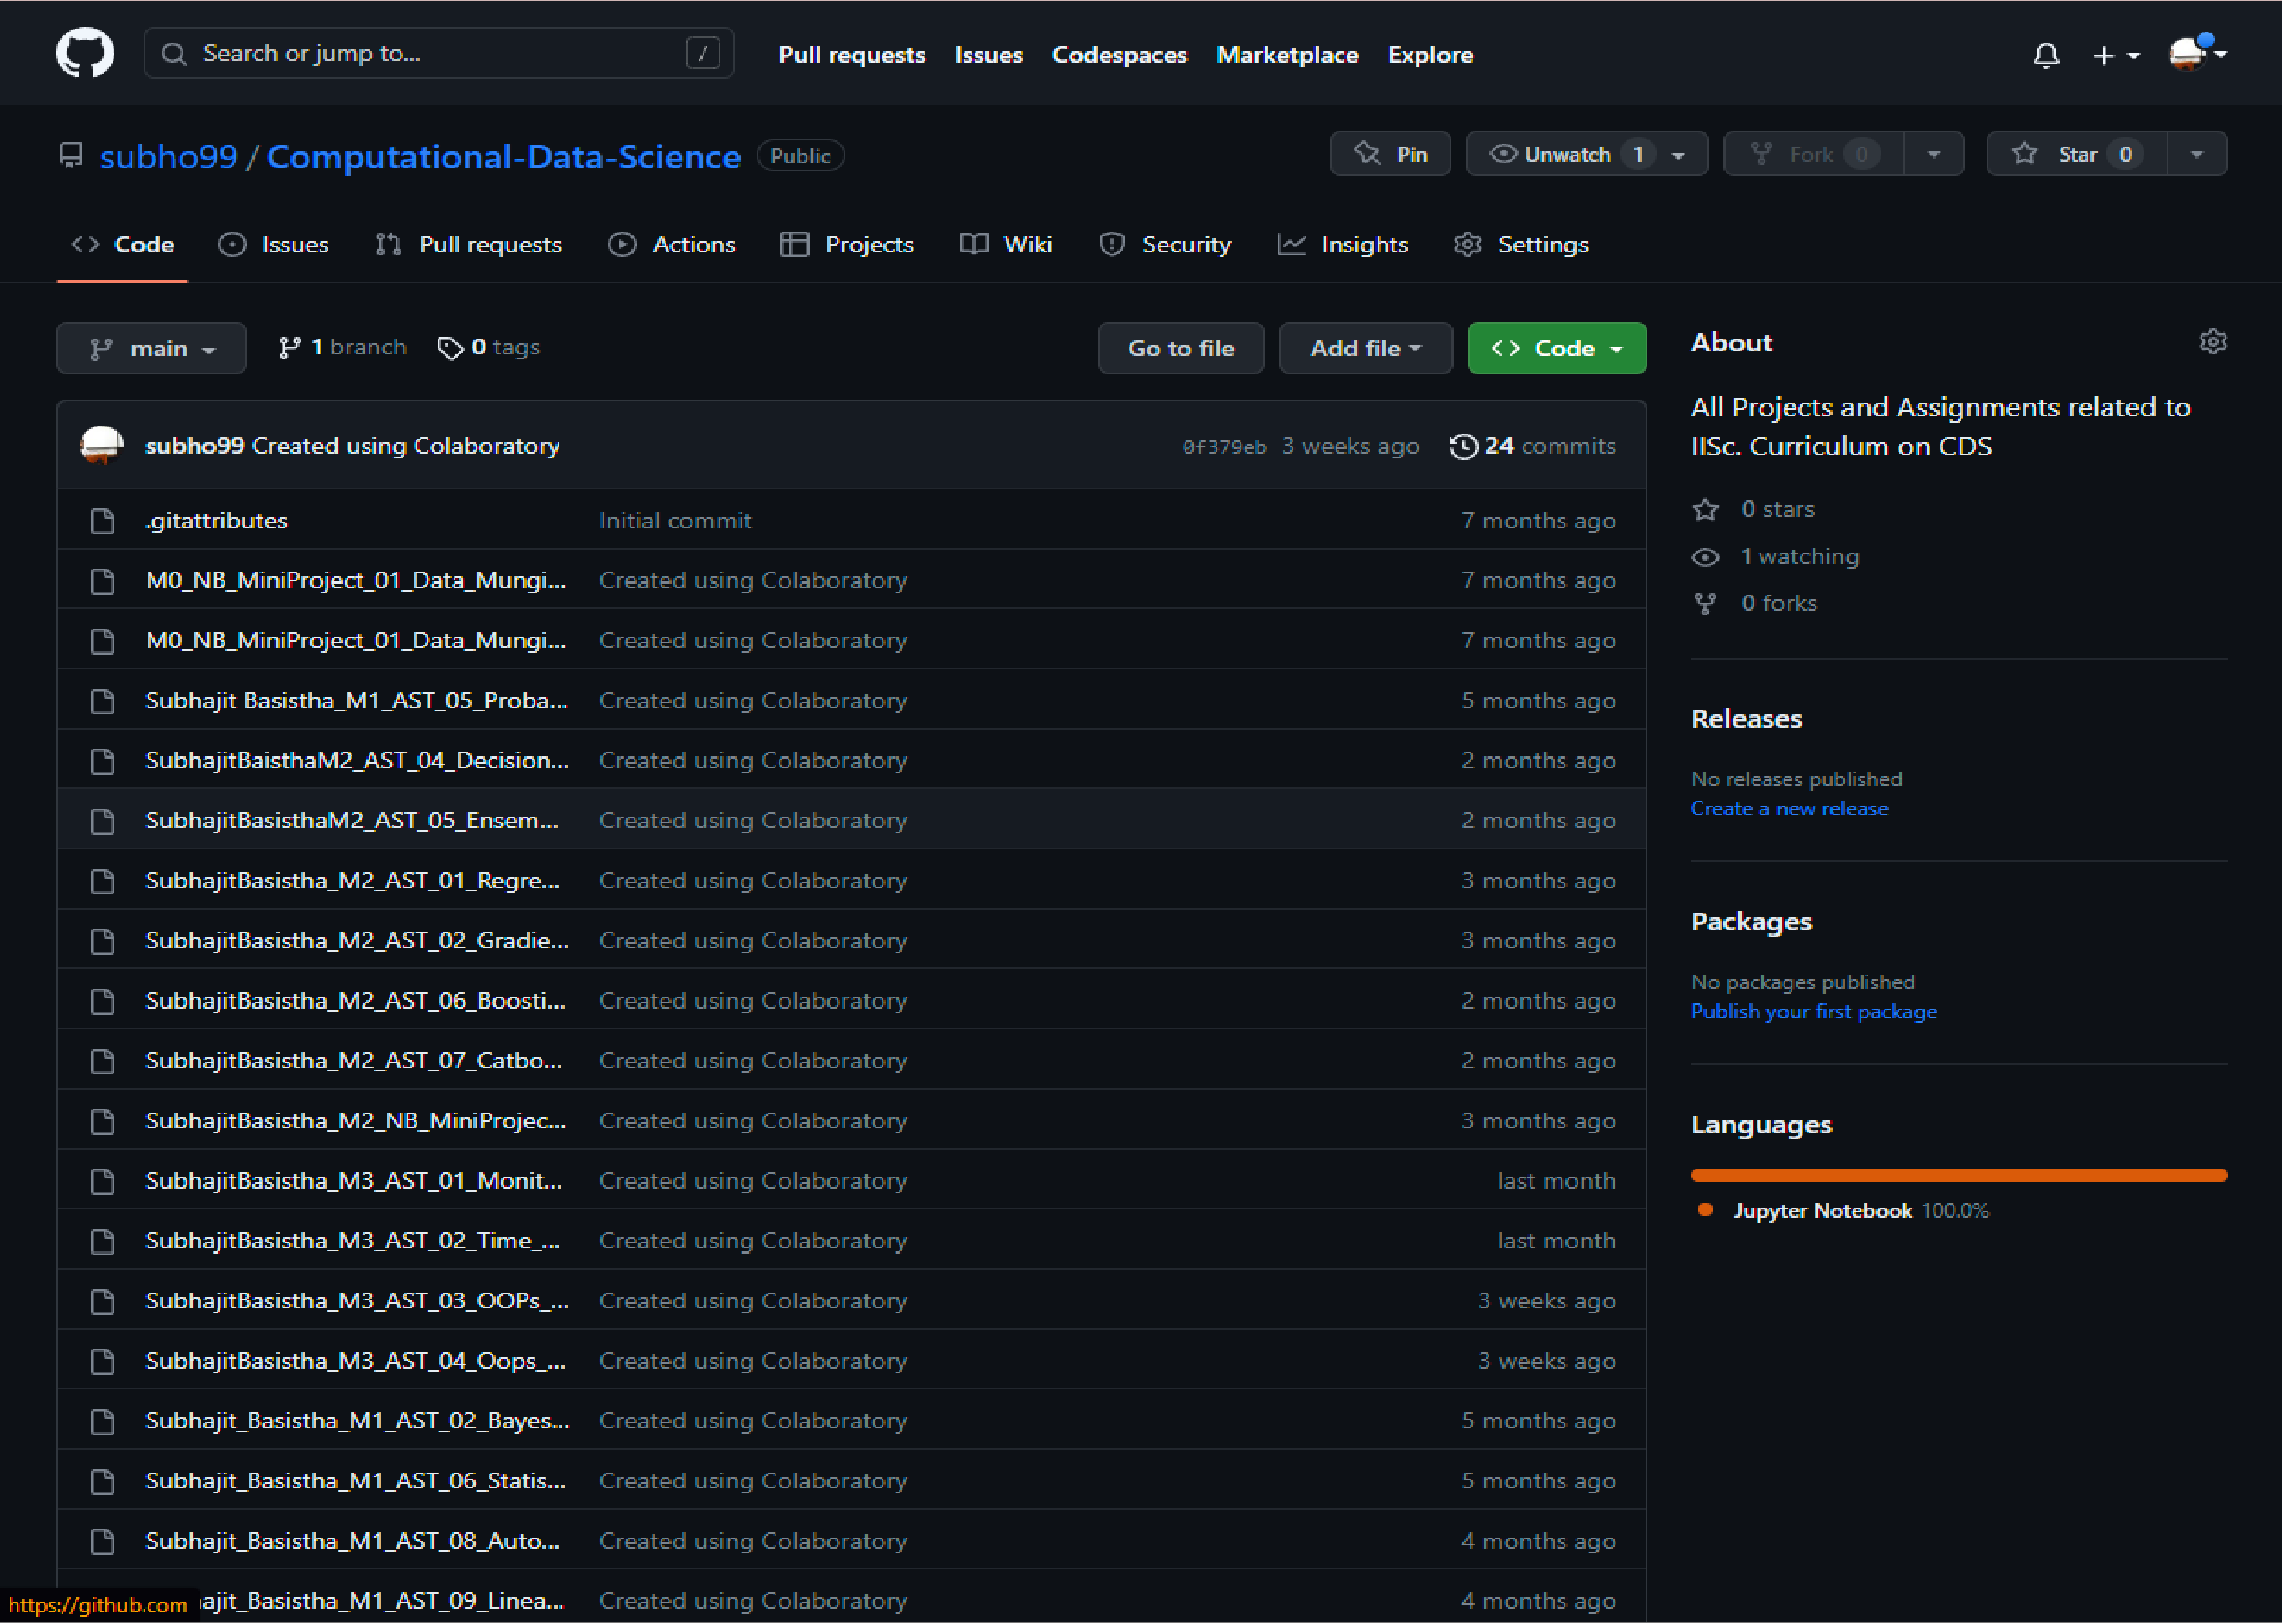 Search or jump to... /
Pull requests Issues Codespaces Marketplace Explore
subho99 / Computational-Data-Science Public
Pin Unwatch 1 Fork 0 Star 0
Code Issues Pull requests Actions Projects Wiki Security Insights Settings
main 1 branch 0 tags Go to file Add file Code
subho99 Created using Colaboratory 0f379eb 3 weeks ago 24 commits
.gitattributes Initial commit 7 months ago
M0_NB_MiniProject_01_Data_Mungi... Created using Colaboratory 7 months ago
M0_NB_MiniProject_01_Data_Mungi... Created using Colaboratory 7 months ago
Subhajit Basistha_M1_AST_05_Proba... Created using Colaboratory 5 months ago
SubhajitBaisthaM2_AST_04_Decision... Created using Colaboratory 2 months ago
SubhajitBasisthaM2_AST_05_Ensem... Created using Colaboratory 2 months ago
SubhajitBasistha_M2_AST_01_Regre... Created using Colaboratory 3 months ago
SubhajitBasistha_M2_AST_02_Gradie... Created using Colaboratory 3 months ago
SubhajitBasistha_M2_AST_06_Boosti... Created using Colaboratory 2 months ago
SubhajitBasistha_M2_AST_07_Catbo... Created using Colaboratory 2 months ago
SubhajitBasistha_M2_NB_MiniProjec... Created using Colaboratory 3 months ago
SubhajitBasistha_M3_AST_01_Monit... Created using Colaboratory last month
SubhajitBasistha_M3_AST_02_Time_... Created using Colaboratory last month
SubhajitBasistha_M3_AST_03_OOPs_... Created using Colaboratory 3 weeks ago
SubhajitBasistha_M3_AST_04_Oops_... Created using Colaboratory 3 weeks ago
Subhajit_Basistha_M1_AST_02_Bayes... Created using Colaboratory 5 months ago
Subhajit_Basistha_M1_AST_06_Statis... Created using Colaboratory 5 months ago
Subhajit_Basistha_M1_AST_08_Auto... Created using Colaboratory 4 months ago
ajit_Basistha_M1_AST_09_Linea... Created using Colaboratory 4 months ago
https://github.com
About
All Projects and Assignments related to
IISc. Curriculum on CDS
0 stars
1 watching
0 forks
Releases
No releases published
Create a new release
Packages
No packages published
Publish your first package
Languages
Jupyter Notebook 100.0%